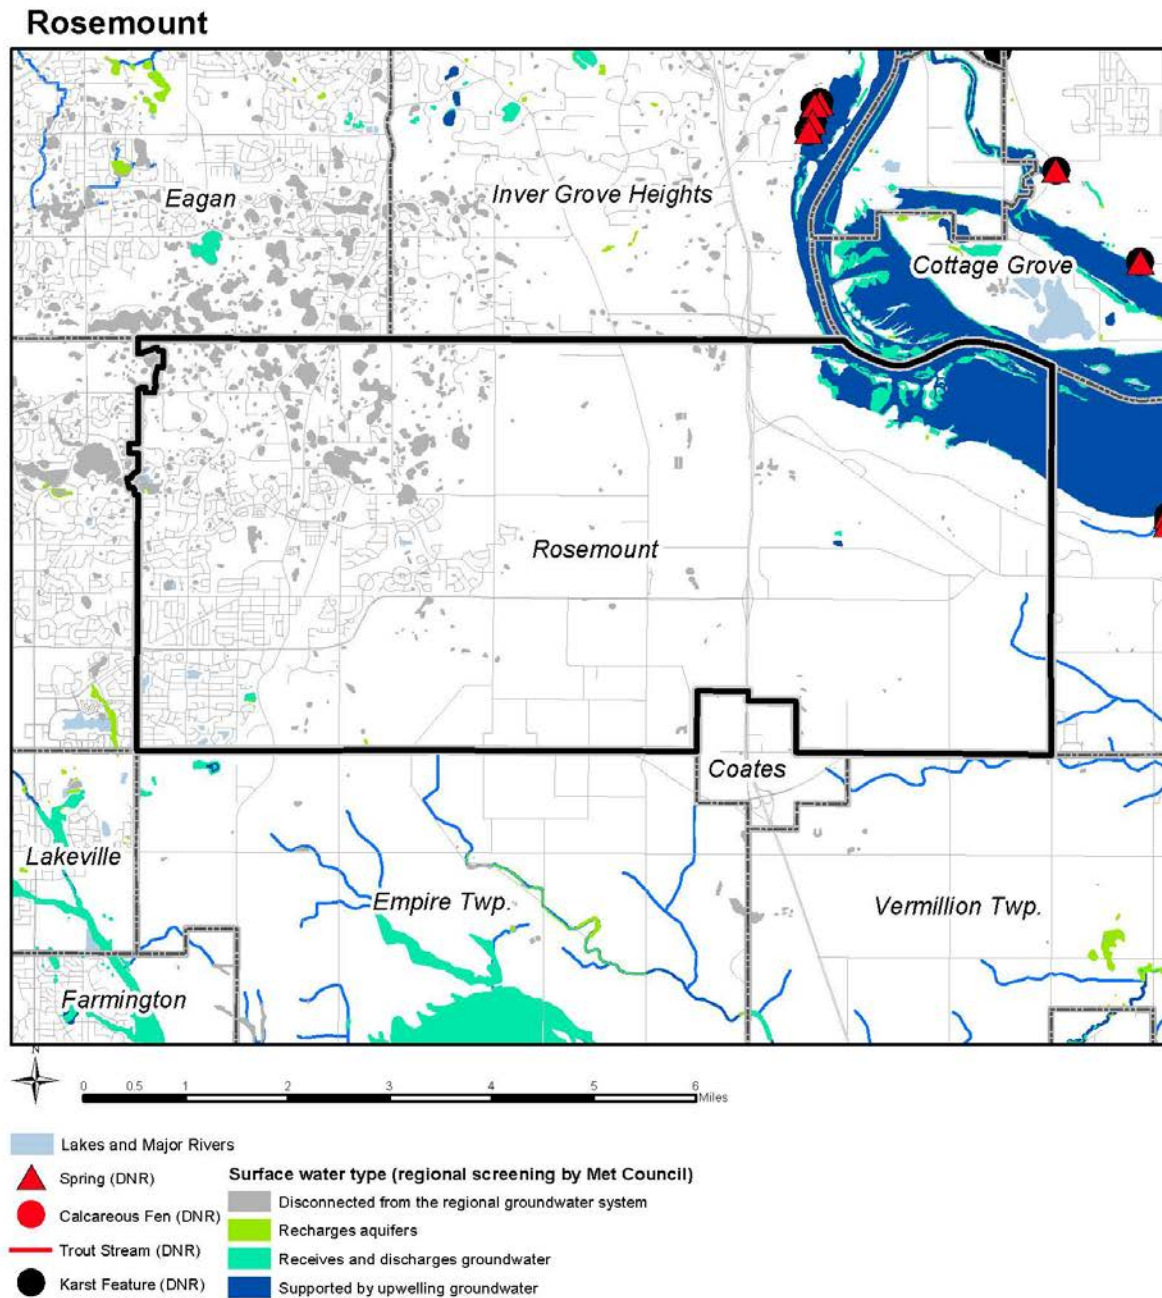 Rosemount
Eagan
Inver Grove Heights
Cottage Grove
Rosemount
Coates
Lakeville
Empire Twp.
Vermillion Twp.
Farmington
N
0 0.5 1 2 3 4 5 6
Miles
Lakes and Major Rivers
Spring (DNR)
Calcareous Fen (DNR)
Trout Stream (DNR)
Karst Feature (DNR)
Surface water type (regional screening by Met Council)
Disconnected from the regional groundwater system
Recharges aquifers
Receives and discharges groundwater
Supported by upwelling groundwater